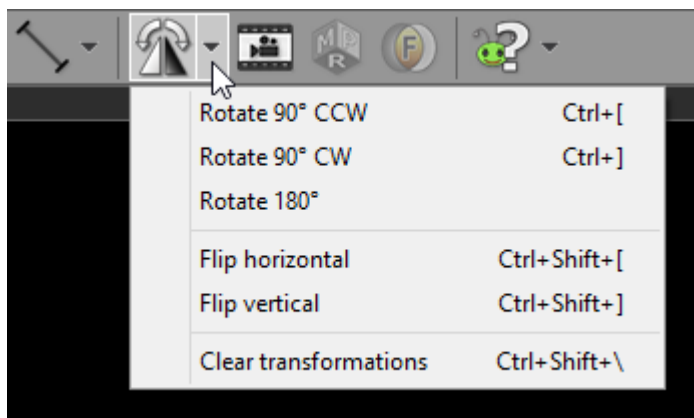 MPR
F
Rotate 90° CCW Ctrl+[
Rotate 90° CW Ctrl+]
Rotate 180°
Flip horizontal Ctrl+Shift+[
Flip vertical Ctrl+Shift+]
Clear transformations Ctrl+Shift+\